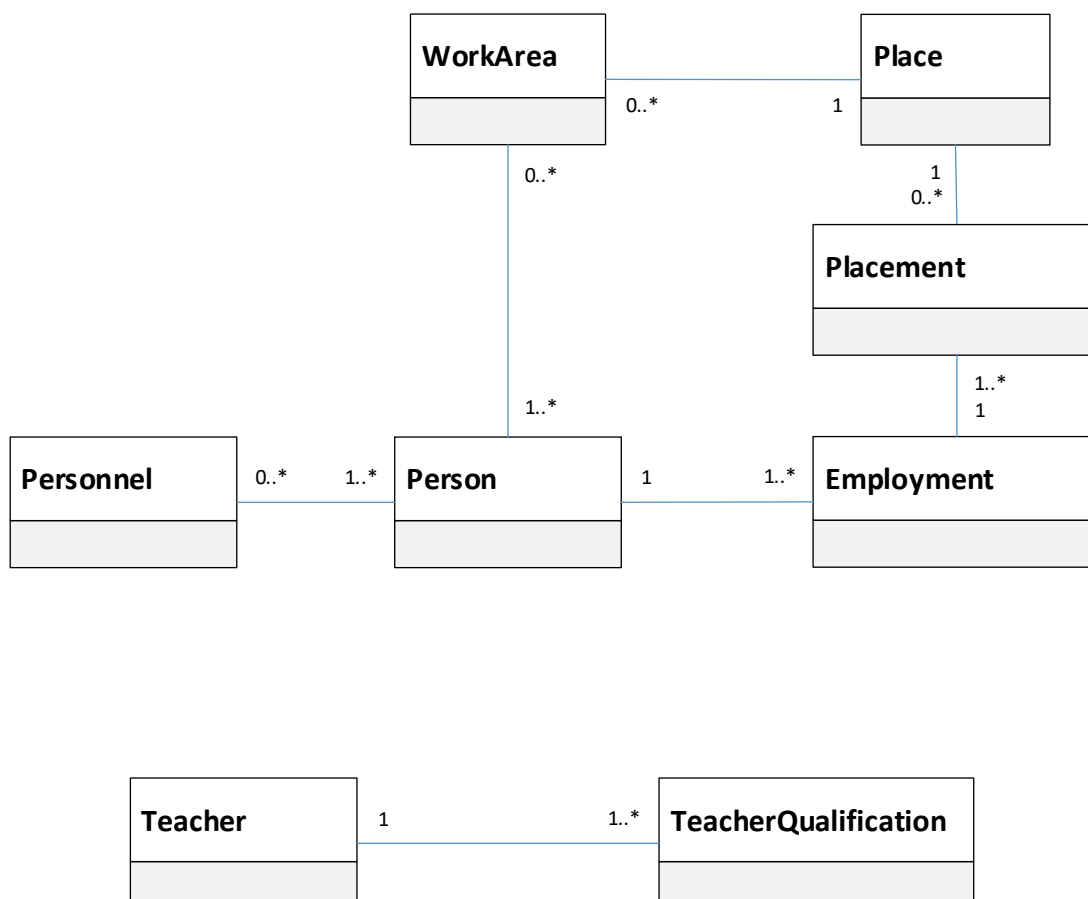 WorkArea
Place
0..*
1
0..*
1
0..*
Placement
1..*
1..*
1
Personnel
0..*
1..*
Person
1
1..*
Employment
Teacher
1
1..*
TeacherQualification